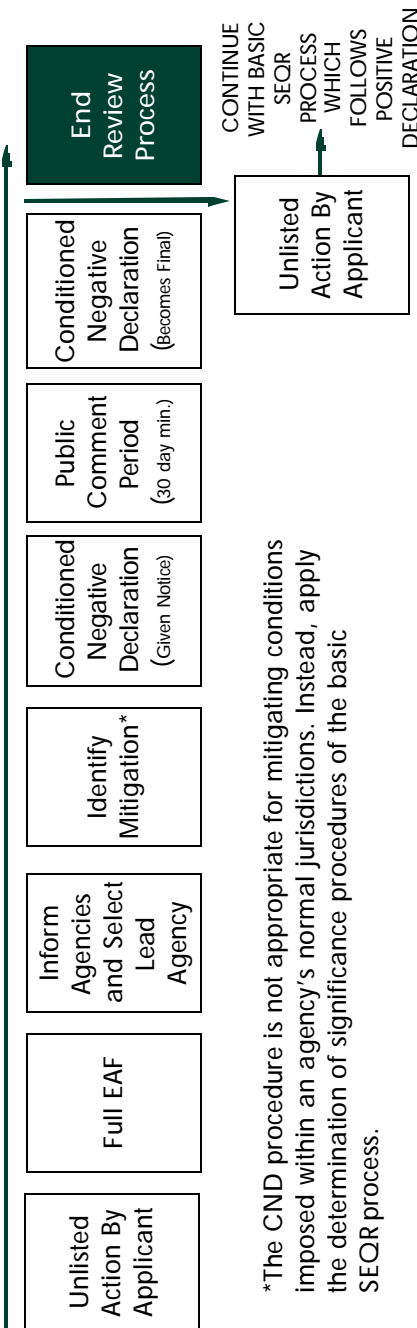 Unlisted
Action By
Applicant
Full EAF
Inform
Agencies
and Select
Lead
Agency
Identify
Mitigation*
Conditioned
Negative
Declaration
(Given Notice)
Public
Comment
Period
(30 day min.)
Conditioned
Negative
Declaration
(Becomes Final)
End
Review
Process
Unlisted
Action By
Applicant
CONTINUE
WITH BASIC
SEQR
PROCESS
WHICH
FOLLOWS
POSITIVE
DECLARATION
*The CND procedure is not appropriate for mitigating conditions
imposed within an agency's normal jurisdictions. Instead, apply
the determination of significance procedures of the basic
SEQR process.